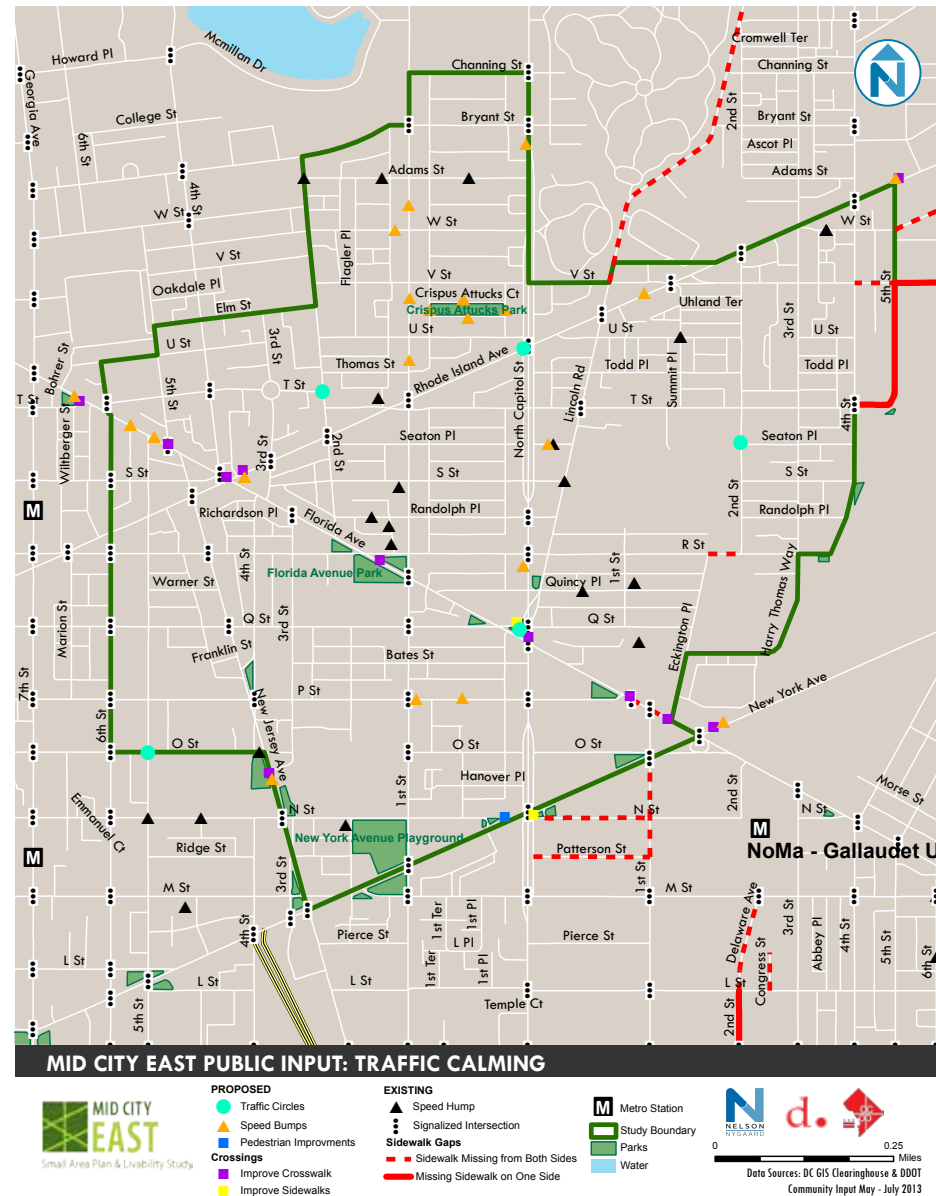 Howard Pl
Mcmillan Dr
Cromwell Ter
Channing St
Channing St
Georgia Ave
6th St
College St
Bryant St
2nd St
Bryant St
Ascot Pl
4th St
Adams St
Adams St
W St
W St
W St
V St
Flagler Pl
V St
V St
Oakdale Pl
Crispus Attucks Ct
Crispus Attucks Park
Uhland Ter
5th St
Elm St
U St
U St
3rd St
U St
U St
3rd St
Bohrer St
Thomas St
Rhode Island Ave
Todd Pl
Summit Pl
Todd Pl
T St
5th St
T St
North Capitol St
Lincoln Rd
T St
4th St
Wiltberger St
3rd St
2nd St
Seaton Pl
Seaton Pl
S St
S St
S St
M
Richardson Pl
Florida Ave
Randolph Pl
2nd St
Randolph Pl
R St
4th St
Warner St
Florida Avenue Park
1st St
Quincy Pl
Harry Thomas Way
Marion St
3rd St
Q St
Q St
Eckington Pl
Franklin St
Bates St
7th St
P St
New Jersey Ave
New York Ave
6th St
O St
O St
O St
Hanover Pl
1st St
2nd St
Morse St
Emmanuel Ct
N St
N St
N St
New York Avenue Playground
M
M
Ridge St
Patterson St
NoMa - Gallaudet U
3rd St
M St
1st St
M St
Delaware Ave
3rd St
Abbey Pl
4th St
5th St
6th St
4th St
Pierce St
1st Ter
1st Pl
L Pl
Pierce St
L St
L St
L St
1st Ter
1st Pl
Congress St
L St
5th St
Temple Ct
2nd St
MID CITY EAST PUBLIC INPUT: TRAFFIC CALMING
MID CITY
EAST
Small Area Plan & Livability Study
PROPOSED
Traffic Circles
Speed Bumps
Pedestrian Improvments
Crossings
Improve Crosswalk
Improve Sidewalks
EXISTING
Speed Hump
Signalized Intersection
Sidewalk Gaps
Sidewalk Missing from Both Sides
Missing Sidewalk on One Side
M
Metro Station
Study Boundary
Parks
Water
NELSON
NYGAARD
d.
0
0.25
Miles
Data Sources: DC GIS Clearinghouse & DDOT
Community Input May - July 2013